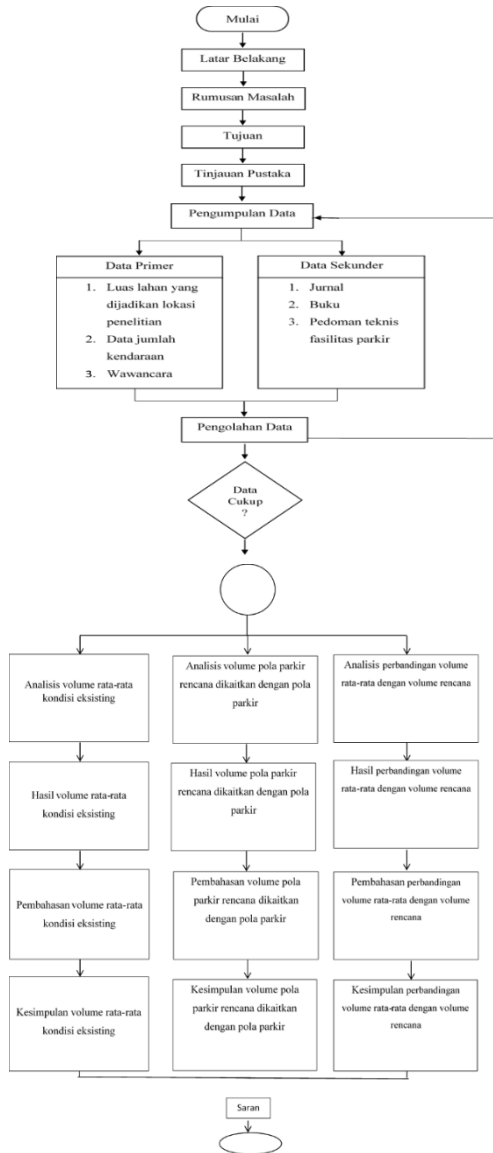 Mulai
Latar Belakang
Rumusan Masalah
Tujuan
Tinjauan Pustaka
Pengumpulan Data
Data Primer
1. Luas lahan yang
dijadikan lokasi
penelitian
2. Data jumlah
kendaraan
3. Wawancara
Data Sekunder
1. Jurnal
2. Buku
3. Pedoman teknis
fasilitas parkir
Pengolahan Data
Data
Cukup
?
Analisis volume rata-rata
kondisi eksisting
Analisis volume pola parkir
rencana dikaitkan dengan pola
parkir
Analisis perbandingan volume
rata-rata dengan volume rencana
Hasil volume rata-rata
kondisi eksisting
Hasil volume pola parkir
rencana dikaitkan dengan pola
parkir
Hasil perbandingan volume
rata-rata dengan volume rencana
Pembahasan volume rata-rata
kondisi eksisting
Pembahasan volume pola
parkir rencana dikaitkan
dengan pola parkir
Pembahasan perbandingan
volume rata-rata dengan volume
rencana
Kesimpulan volume rata-rata
kondisi eksisting
Kesimpulan volume pola
parkir rencana dikaitkan
dengan pola parkir
Kesimpulan perbandingan
volume rata-rata dengan volume
rencana
Saran